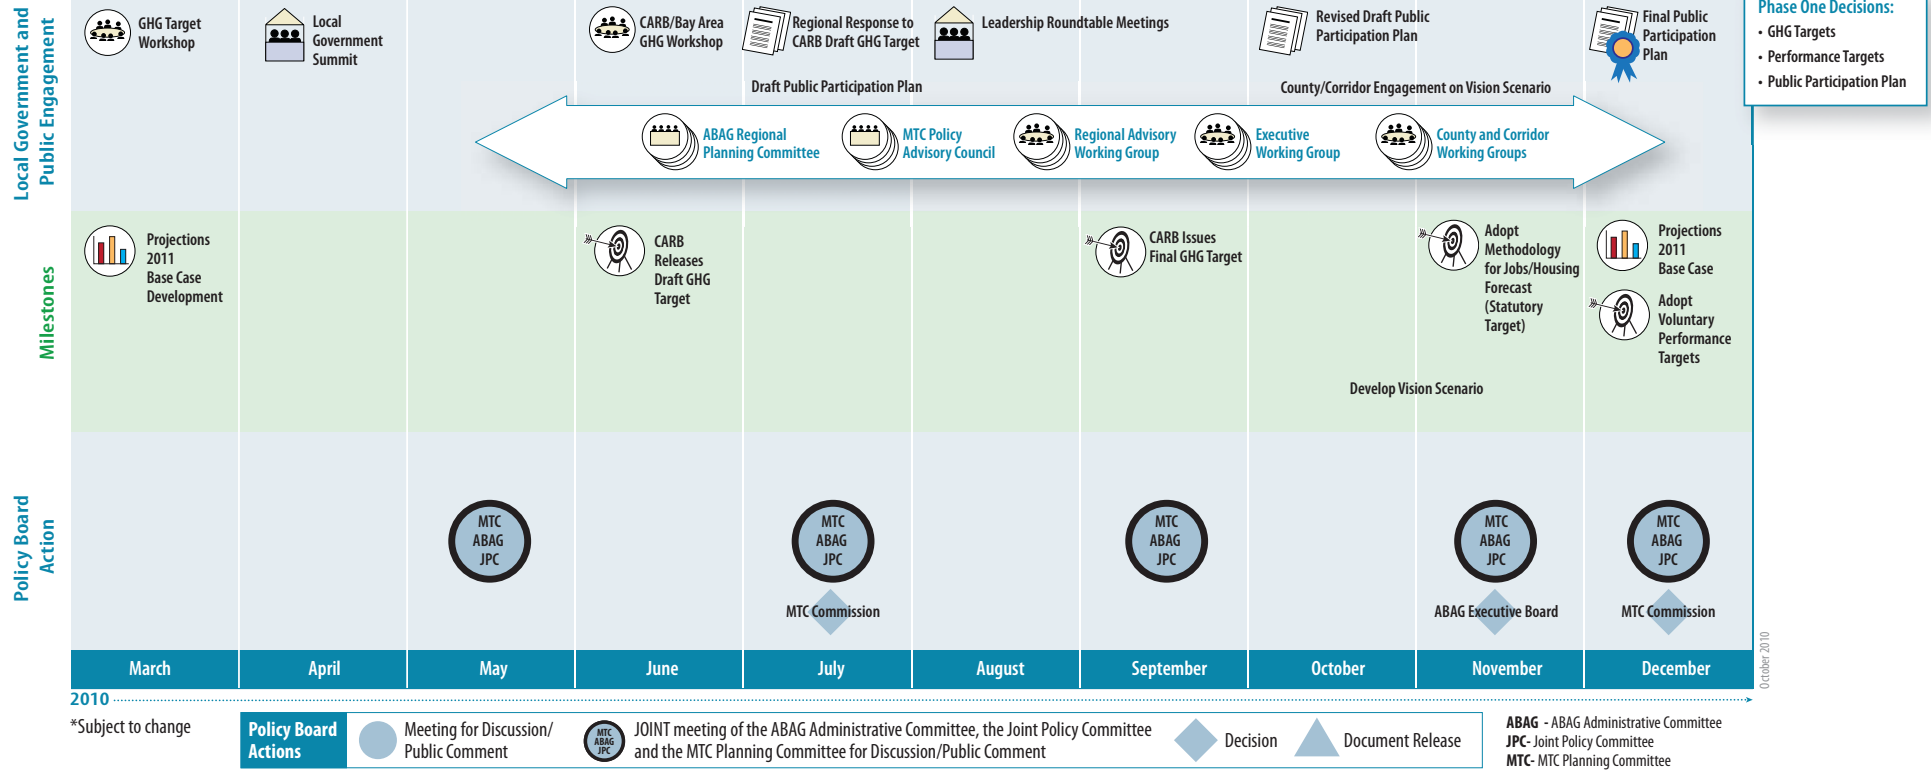 Local Government and
Public Engagement
GHG Target
Workshop
Local
Government
Summit
CARB/Bay Area
GHG Workshop
Regional Response to
CARB Draft GHG Target
Leadership Roundtable Meetings
Revised Draft Public
Participation Plan
Final Public
Participation
Plan
Phase One Decisions:
• GHG Targets
• Performance Targets
• Public Participation Plan
Draft Public Participation Plan
County/Corridor Engagement on Vision Scenario
ABAG Regional
Planning Committee
MTC Policy
Advisory Council
Regional Advisory
Working Group
Executive
Working Group
County and Corridor
Working Groups
Milestones
Projections
2011
Base Case
Development
CARB
Releases
Draft GHG
Target
CARB Issues
Final GHG Target
Adopt
Methodology
for Jobs/Housing
Forecast
(Statutory
Target)
Projections
2011
Base Case
Adopt
Voluntary
Performance
Targets
Develop Vision Scenario
Policy Board
Action
MTC
ABAG
JPC
MTC
ABAG
JPC
MTC
ABAG
JPC
MTC
ABAG
JPC
MTC
ABAG
JPC
MTC Commission
ABAG Executive Board
MTC Commission
March
April
May
June
July
August
September
October
November
December
October 2010
2010
*Subject to change
Policy Board
Actions
Meeting for Discussion/
Public Comment
MTC
ABAG
JPC
JOINT meeting of the ABAG Administrative Committee, the Joint Policy Committee
and the MTC Planning Committee for Discussion/Public Comment
Decision
Document Release
ABAG - ABAG Administrative Committee
JPC- Joint Policy Committee
MTC- MTC Planning Committee